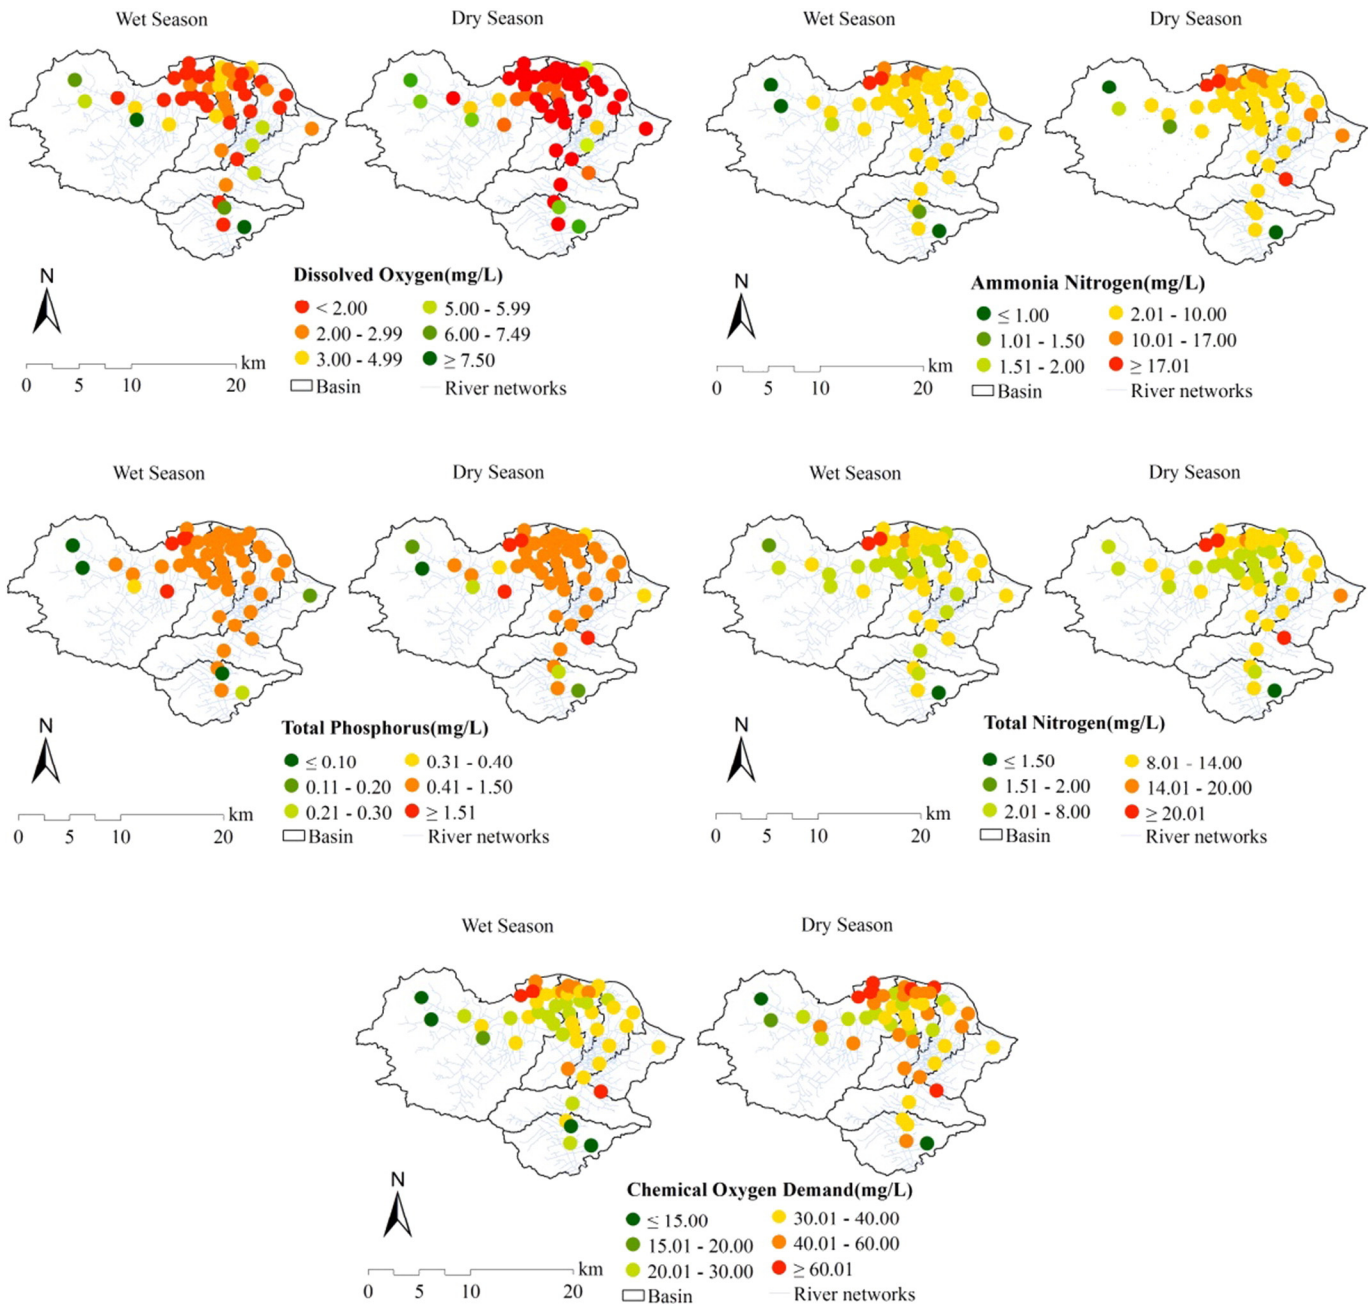 Wet Season Dry Season Wet Season Dry Season
N
Dissolved Oxygen(mg/L)
< 2.00 5.00 - 5.99
2.00 - 2.99 6.00 - 7.49
3.00 - 4.99 ≥ 7.50
Basin River networks
km
0 5 10 20
N
Ammonia Nitrogen(mg/L)
≤ 1.00 2.01 - 10.00
1.01 - 1.50 10.01 - 17.00
1.51 - 2.00 ≥ 17.01
Basin River networks
km
0 5 10 20
Wet Season Dry Season Wet Season Dry Season
N
Total Phosphorus(mg/L)
≤ 0.10 0.31 - 0.40
0.11 - 0.20 0.41 - 1.50
0.21 - 0.30 ≥ 1.51
Basin River networks
km
0 5 10 20
N
Total Nitrogen(mg/L)
≤ 1.50 8.01 - 14.00
1.51 - 2.00 14.01 - 20.00
2.01 - 8.00 ≥ 20.01
Basin River networks
km
0 5 10 20
Wet Season Dry Season
N
Chemical Oxygen Demand(mg/L)
≤ 15.00 30.01 - 40.00
15.01 - 20.00 40.01 - 60.00
20.01 - 30.00 ≥ 60.01
Basin River networks
km
0 5 10 20